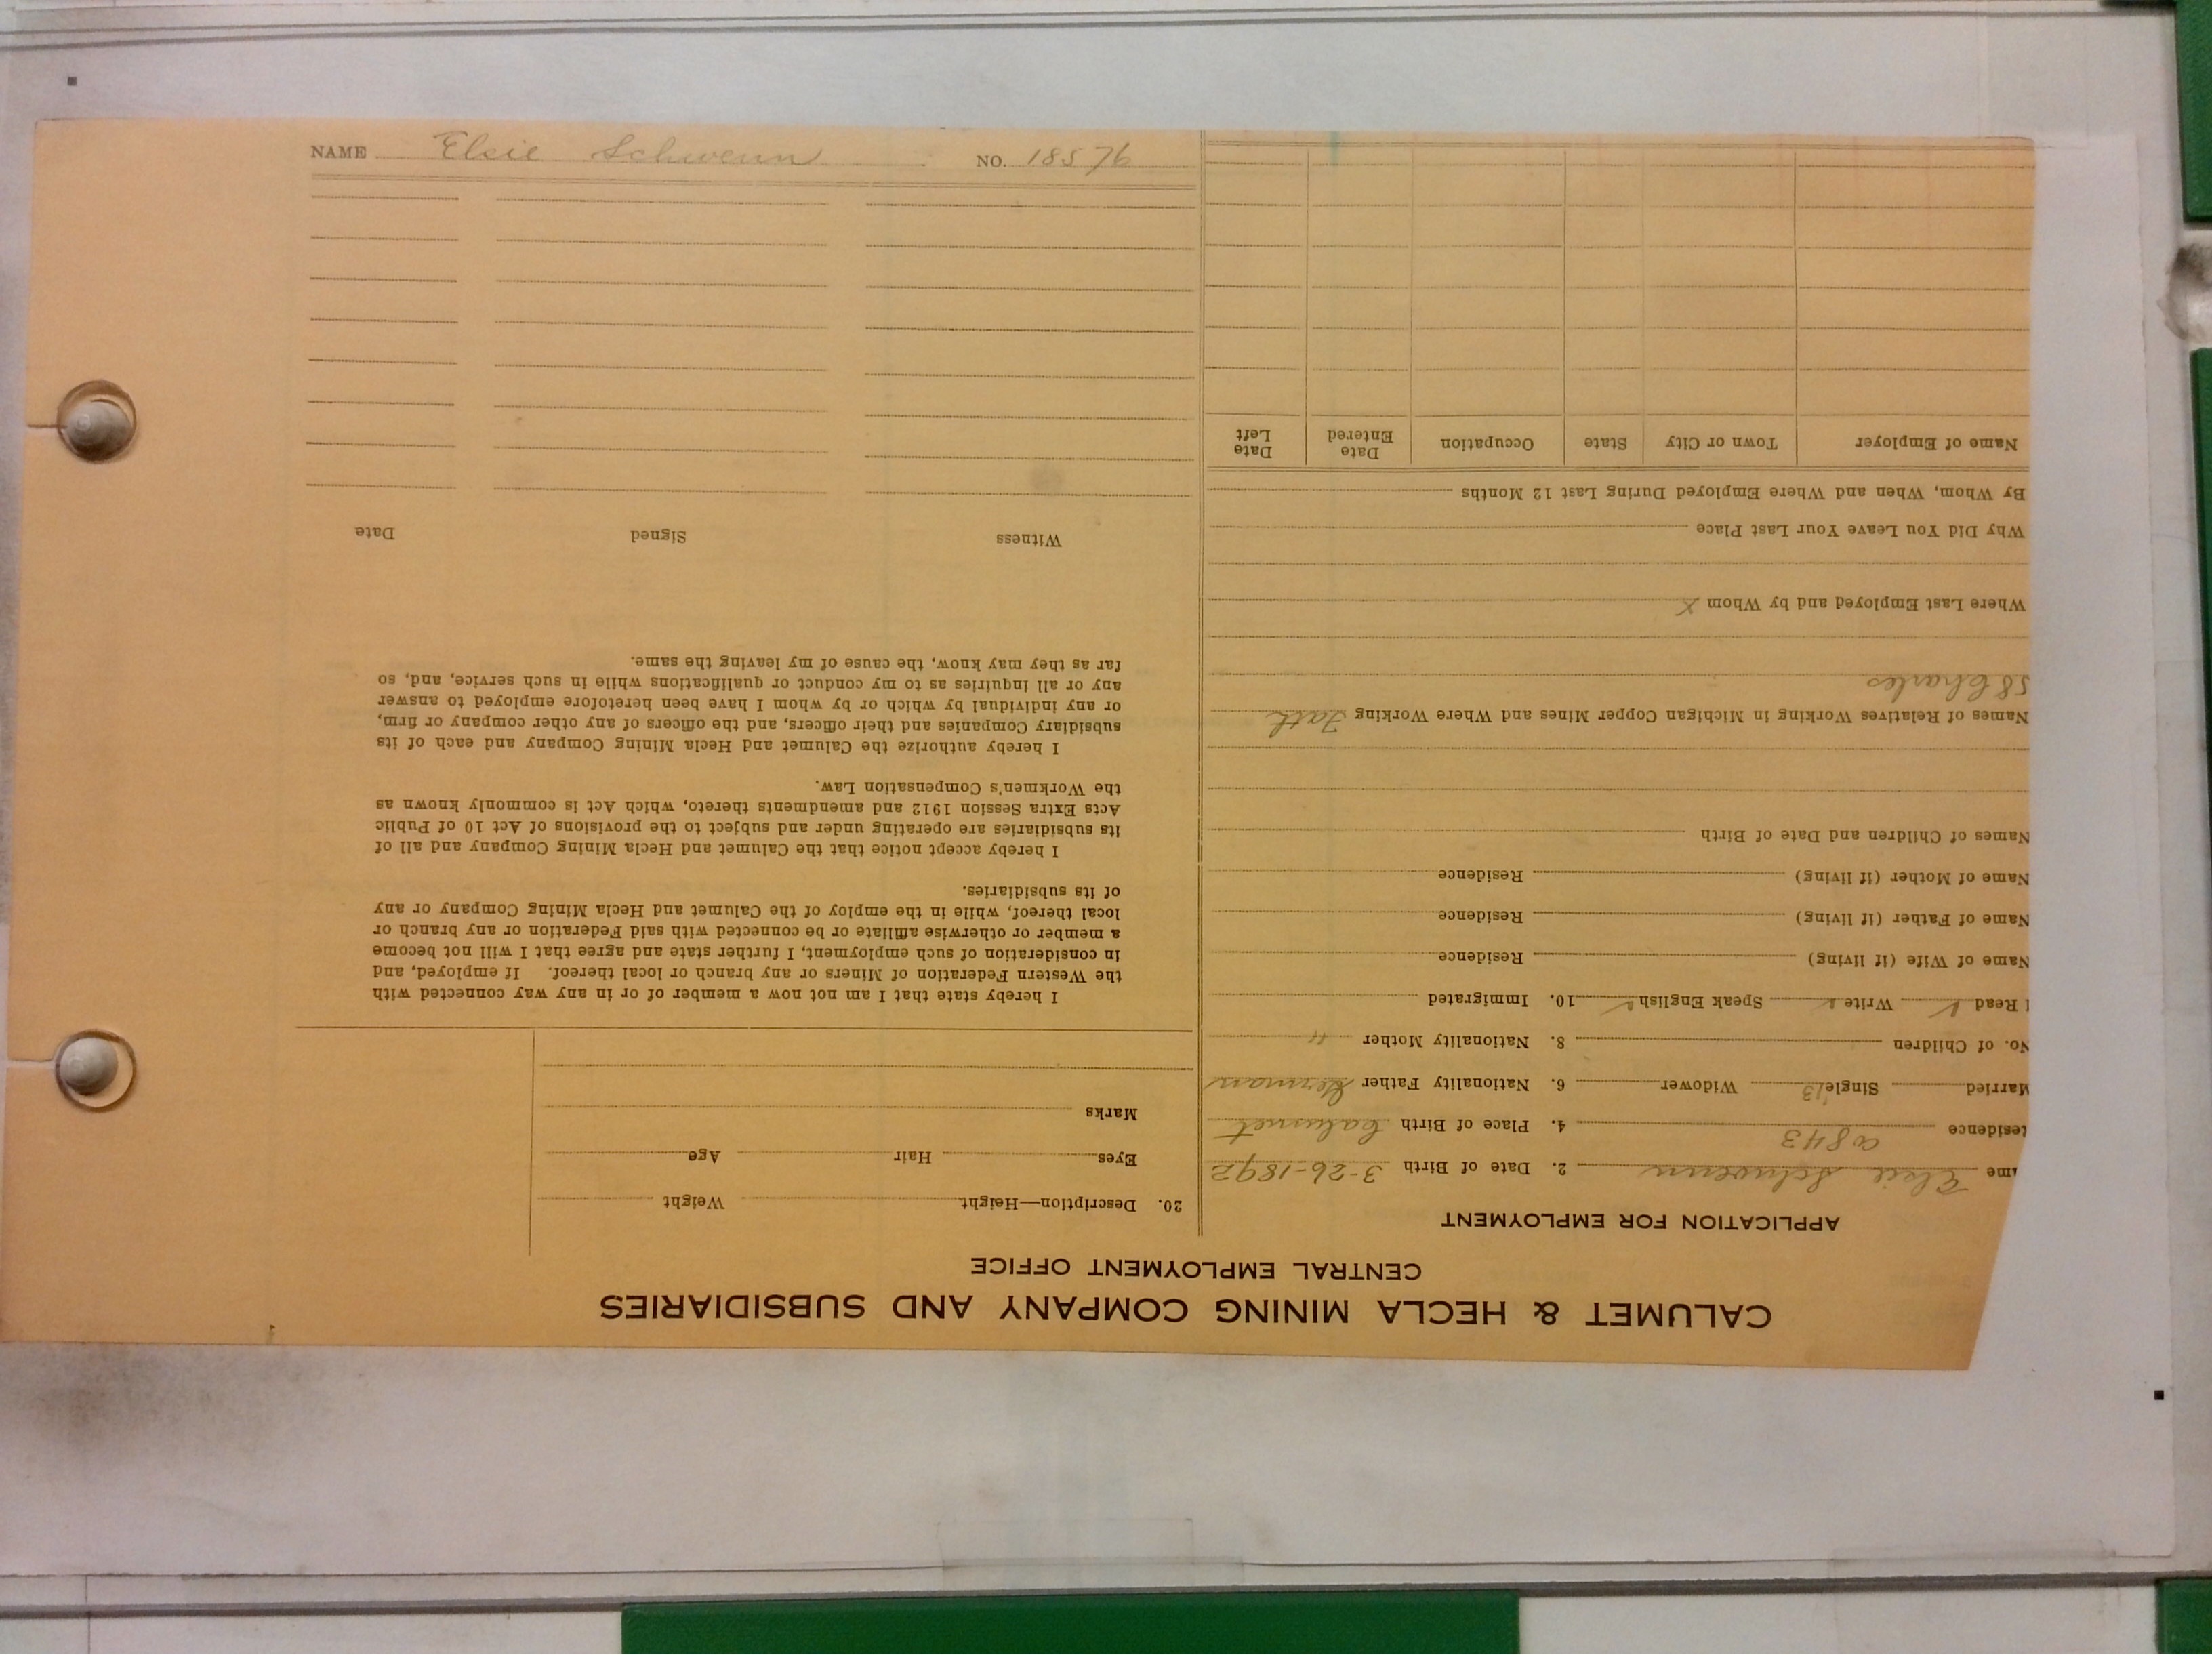 NAME Elsie Schwenn NO. 18576
CALUMET & HECLA MINING COMPANY AND SUBSIDIARIES
CENTRAL EMPLOYMENT OFFICE
APPLICATION FOR EMPLOYMENT
ame Elsie Schwenn 2. Date of Birth 3-26-1892
esidence 843 4. Place of Birth Calumet
Married Single Widower 6. Nationality Father German
No. of Children 8. Nationality Mother "
Read Write Speak English 10. Immigrated
Name of Wife (if living) Residence
Name of Father (if living) Residence
Name of Mother (if living) Residence
Names of Children and Date of Birth
Names of Relatives Working in Michigan Copper Mines and Where Working Fath
58 Charles
Where Last Employed and by Whom X
Why Did You Leave Your Last Place
By Whom, When and Where Employed During Last 12 Months
Name of Employer Town or City State Occupation Date Entered Date Left
20. Description—Height Weight
Eyes Hair Age
Marks
I hereby state that I am not now a member of or in any way connected with
the Western Federation of Miners or any branch or local thereof. If employed, and
in consideration of such employment, I further state and agree that I will not become
a member or otherwise affiliate or be connected with said Federation or any branch or
local thereof, while in the employ of the Calumet and Hecla Mining Company or any
of its subsidiaries.
I hereby accept notice that the Calumet and Hecla Mining Company and all of
its subsidiaries are operating under and subject to the provisions of Act 10 of Public
Acts Extra Session 1912 and amendments thereto, which Act is commonly known as
the Workmen's Compensation Law.
I hereby authorize the Calumet and Hecla Mining Company and each of its
subsidiary Companies and their officers, and the officers of any other company or firm,
or any individual by which or by whom I have been heretofore employed to answer
any or all inquiries as to my conduct or qualifications while in such service, and, so
far as they may know, the cause of my leaving the same.
Witness Signed Date